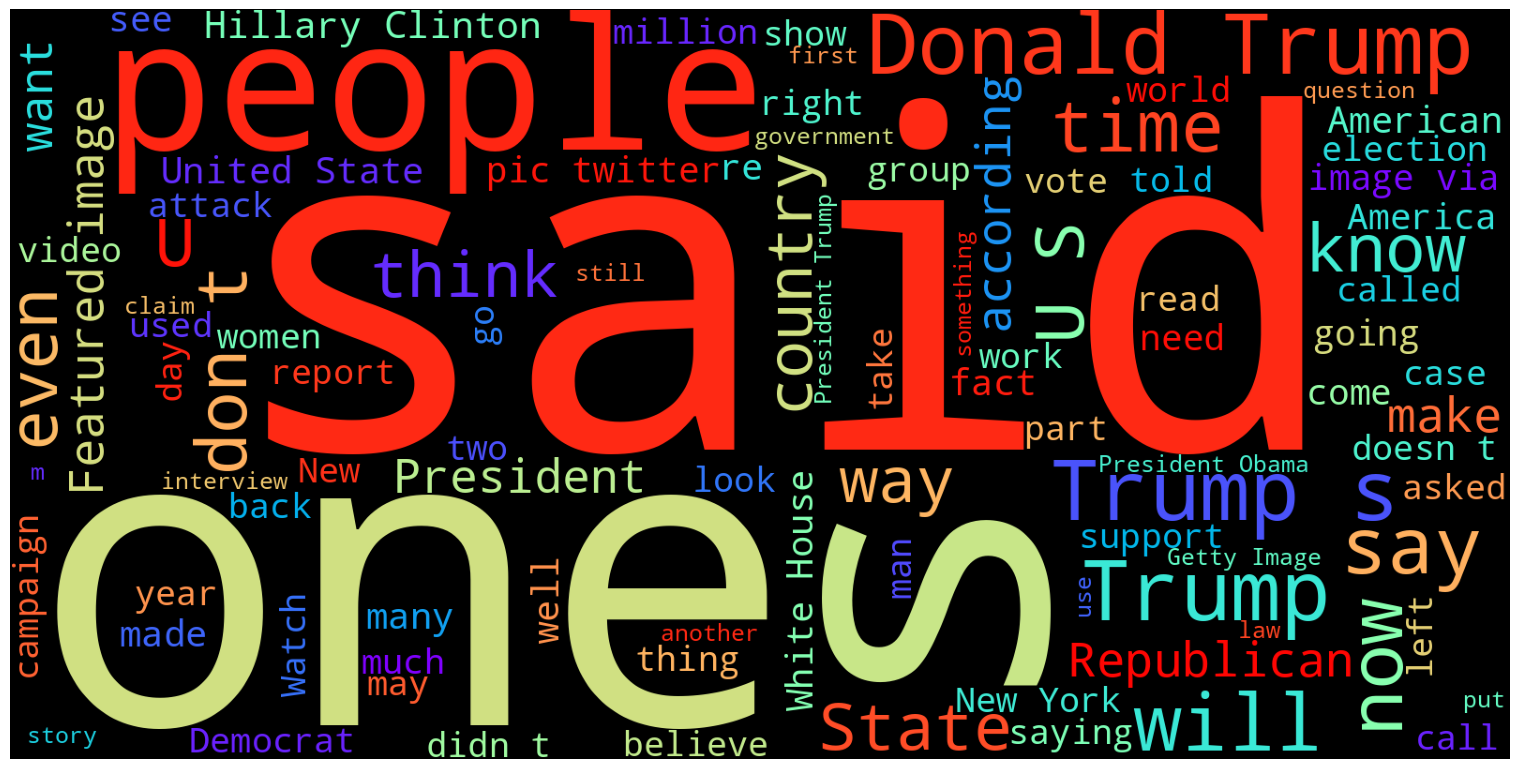 see
Hillary Clinton
million
show
first
Donald Trump
want
people
right
world
question
government
American
time
election
United State
pic twitter
re
group
vote
told
image via
attack
Featured image
country
President Trump
according
U S
America
video
U
said
think
still
something
know
called
even
claim
used
women
don t
go
read
need
going
day
report
take
work
fact
case
come
make
part
two
doesn t
m
interview
New
President
look
way
Trump
President Obama
s
asked
back
one
s
White House
man
support
say
campaign
year
made
Watch
many
much
may
well
another
thing
Getty Image
use
Trump
law
Republican
now
left
story
Democrat
didn t
believe
State
New York
saying
will
put
call